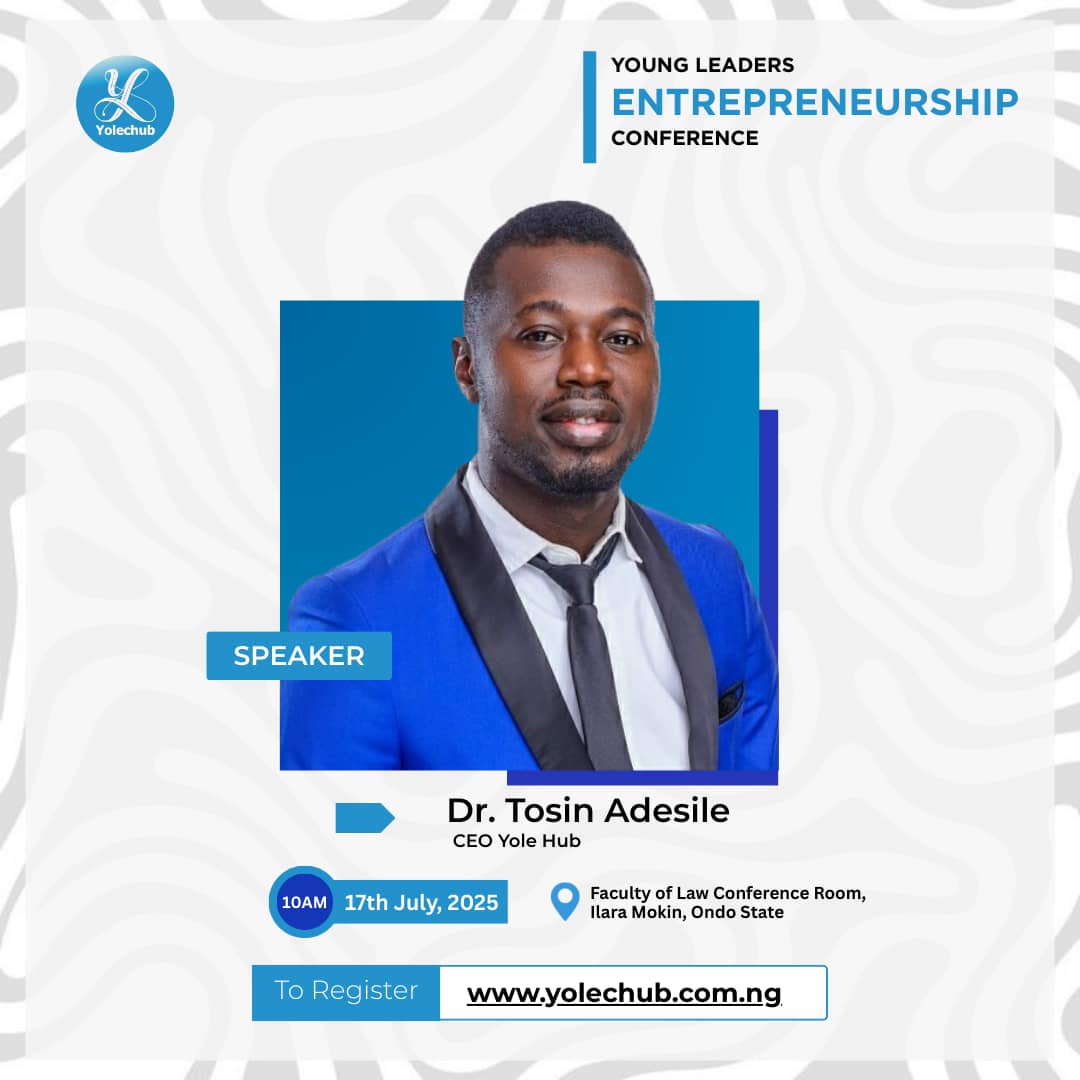 Yolechub
YOUNG LEADERS
ENTREPRENEURSHIP
CONFERENCE
SPEAKER
Dr. Tosin Adesile
CEO Yole Hub
10AM
17th July, 2025
Faculty of Law Conference Room,
Ilara Mokin, Ondo State
To Register
www.yolechub.com.ng